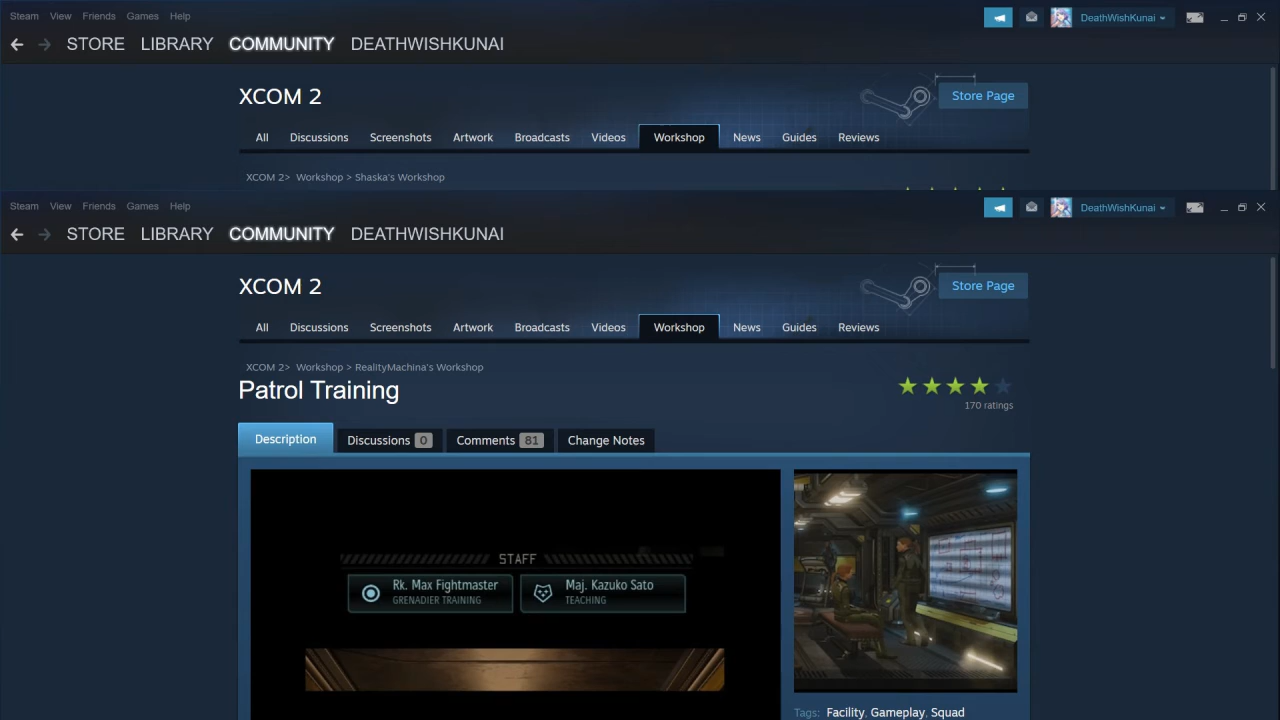 Steam View Friends Games Help DeathWishKunai
STORE LIBRARY COMMUNITY DEATHWISHKUNAI
XCOM 2 Store Page
All Discussions Screenshots Artwork Broadcasts Videos Workshop News Guides Reviews
XCOM 2> Workshop > Shaska's Workshop
Steam View Friends Games Help DeathWishKunai
STORE LIBRARY COMMUNITY DEATHWISHKUNAI
XCOM 2 Store Page
All Discussions Screenshots Artwork Broadcasts Videos Workshop News Guides Reviews
XCOM 2> Workshop > RealityMachina's Workshop
Patrol Training
170 ratings
Description Discussions 0 Comments 81 Change Notes
STAFF
Rk. Max Fightmaster Maj. Kazuko Sato
GRENADIER TRAINING TEACHING
Tags: Facility, Gameplay, Squad